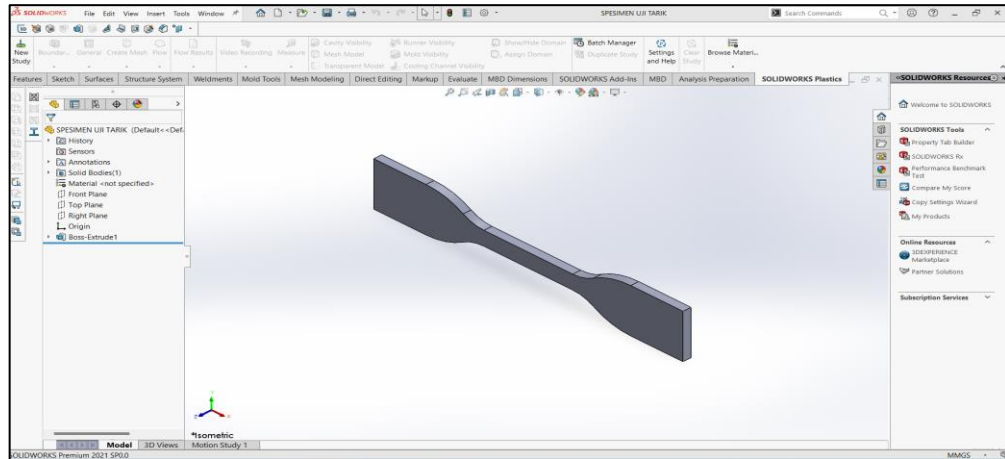 SOLIDWORKS File Edit View Insert Tools Window SPESIMEN UJI TARIK Search Commands
New Study Boundar... General Create Mesh Flow Flow Results Video Recording Measure Cavity Visibility Runner Visibility Show/Hide Domain Batch Manager Settings and Help Clear Study Browse Materi...
Mesh Model Mold Visibility Assign Domain Duplicate Study
Transparent Model Cooling Channel Visibility
Features Sketch Surfaces Structure System Weldments Mold Tools Mesh Modeling Direct Editing Markup Evaluate MBD Dimensions SOLIDWORKS Add-Ins MBD Analysis Preparation SOLIDWORKS Plastics
SPESIMEN UJI TARIK (Default<<Def
History
Sensors
Annotations
Solid Bodies(1)
Material <not specified>
Front Plane
Top Plane
Right Plane
Origin
Boss-Extrude1
*Isometric
Model 3D Views Motion Study 1
SOLIDWORKS Premium 2021 SP0.0 MMGS
SOLIDWORKS Resources
Welcome to SOLIDWORKS
SOLIDWORKS Tools
Property Tab Builder
SOLIDWORKS Rx
Performance Benchmark
Test
Compare My Score
Copy Settings Wizard
My Products
Online Resources
3DEXPERIENCE
Marketplace
Partner Solutions
Subscription Services